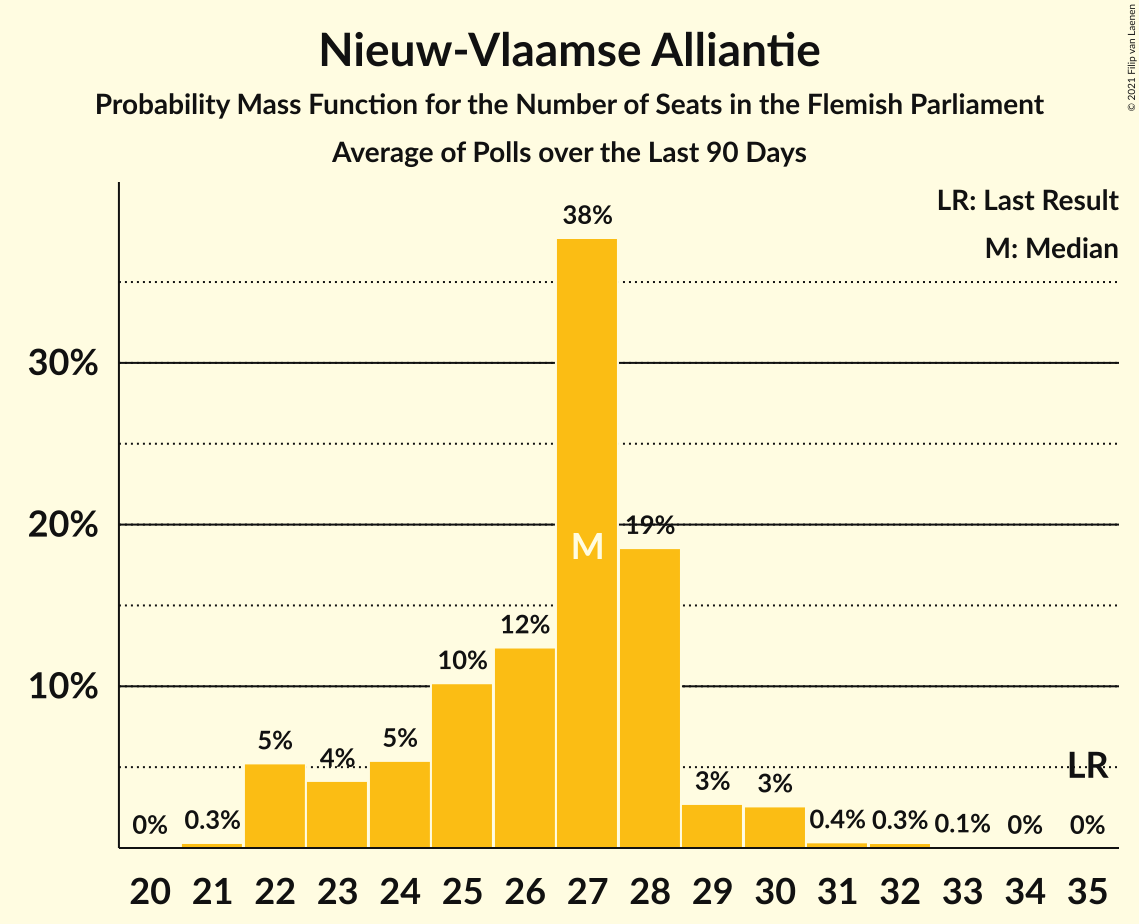 Nieuw-Vlaamse Alliantie
Probability Mass Function for the Number of Seats in the Flemish Parliament
Average of Polls over the Last 90 Days
© 2021 Filip van Laenen
LR: Last Result
M: Median
38%
30%
20%
19%
M
12%
10%
10%
5%
4%
5%
3%
3%
LR
0%
0.3%
0.4%
0.3%
0.1%
0%
0%
20 21 22 23 24 25 26 27 28 29 30 31 32 33 34 35